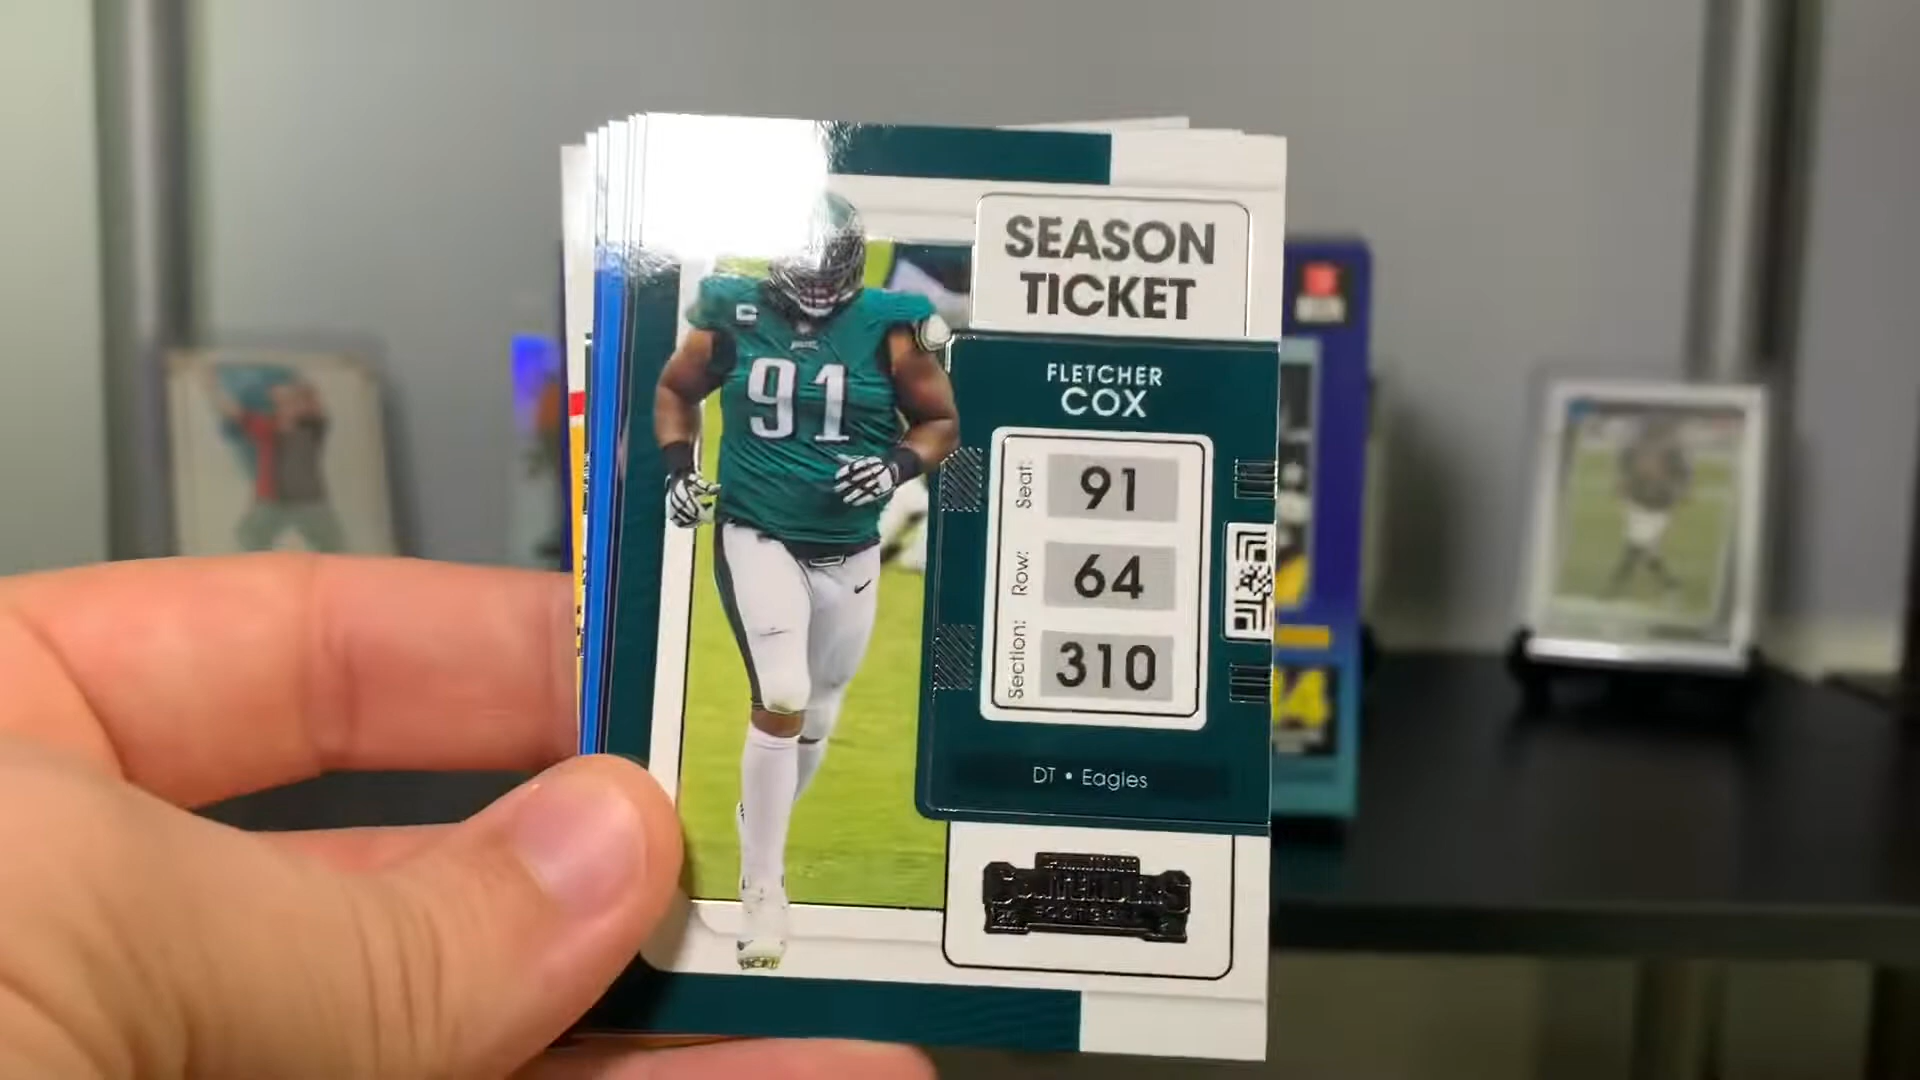 SEASON
TICKET
FLETCHER
COX
91
Seat: 91
Row: 64
Section: 310
DT • Eagles
CONTENDERS
FOOTBALL